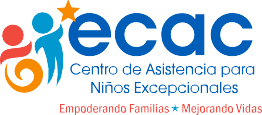 ecac
Centro de Asistencia para
Niños Excepcionales
Empoderando Familias ★ Mejorando Vidas